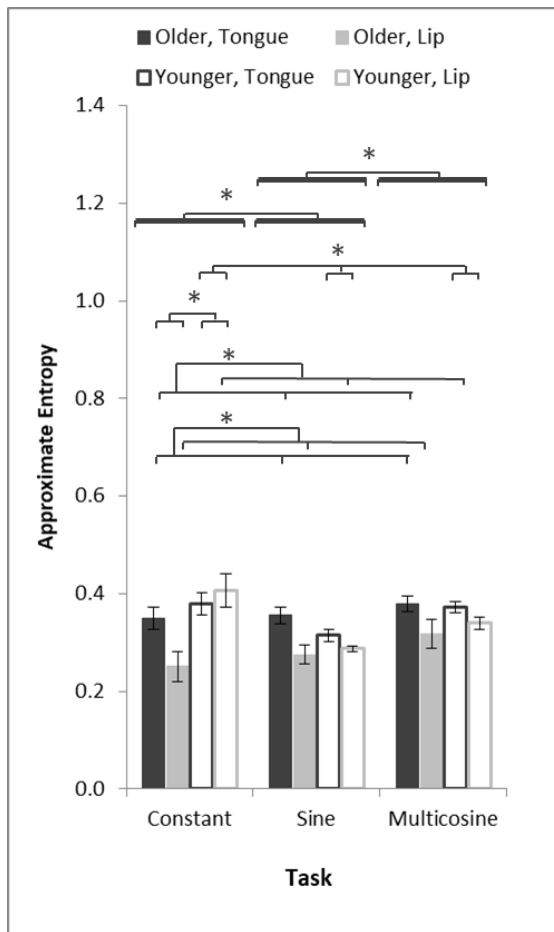 Older, Tongue Older, Lip
Younger, Tongue Younger, Lip
1.4
*
1.2
*
*
1.0
*
*
0.8
*
0.6
0.4
0.2
0.0
Approximate Entropy
Constant Sine Multicosine
Task